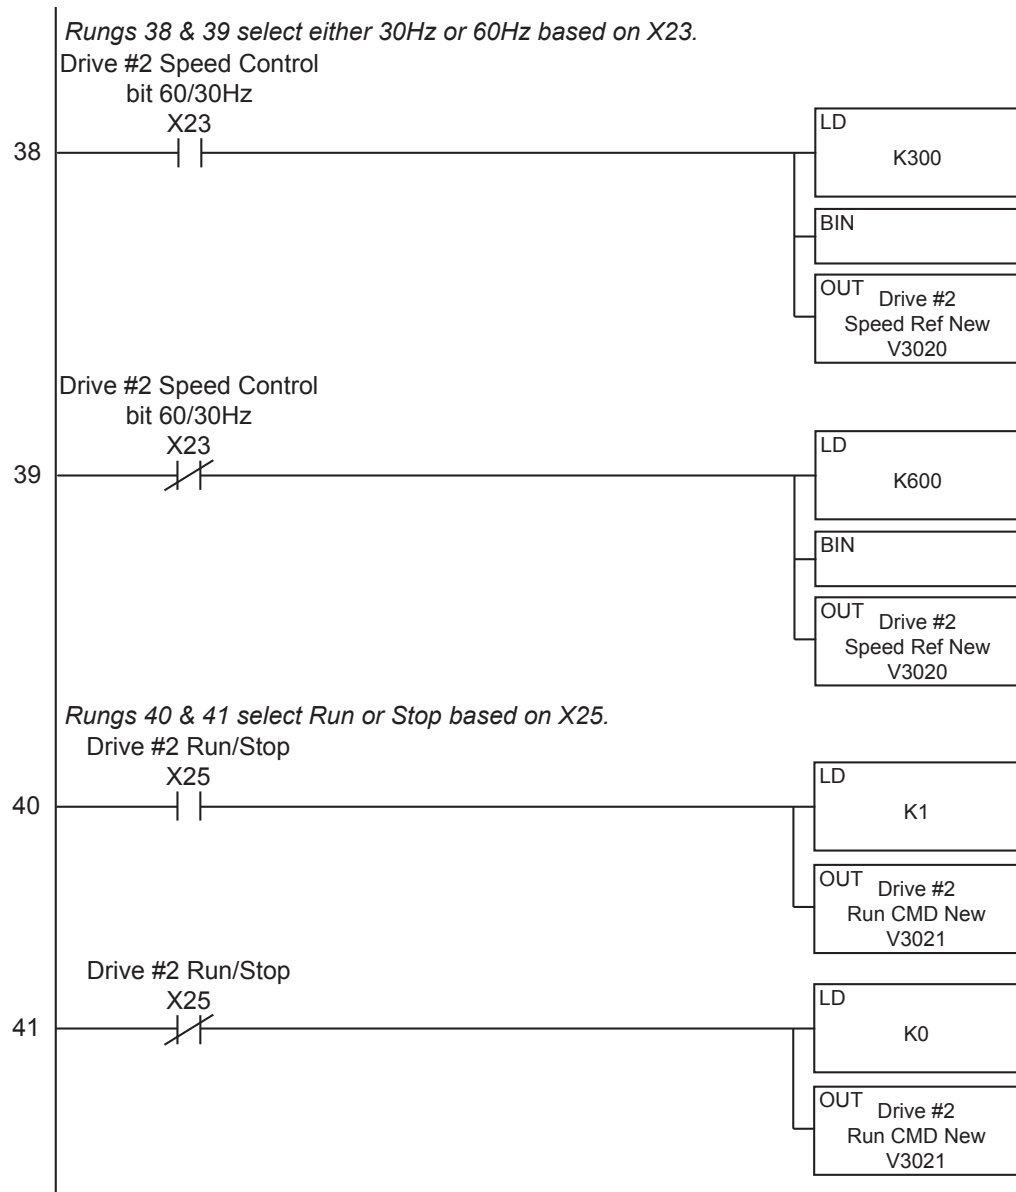 Rungs 38 & 39 select either 30Hz or 60Hz based on X23.
Drive #2 Speed Control
bit 60/30Hz
X23
38
LD
K300
BIN
OUT
Drive #2
Speed Ref New
V3020
Drive #2 Speed Control
bit 60/30Hz
X23
39
LD
K600
BIN
OUT
Drive #2
Speed Ref New
V3020
Rungs 40 & 41 select Run or Stop based on X25.
Drive #2 Run/Stop
X25
40
LD
K1
OUT
Drive #2
Run CMD New
V3021
Drive #2 Run/Stop
X25
41
LD
K0
OUT
Drive #2
Run CMD New
V3021